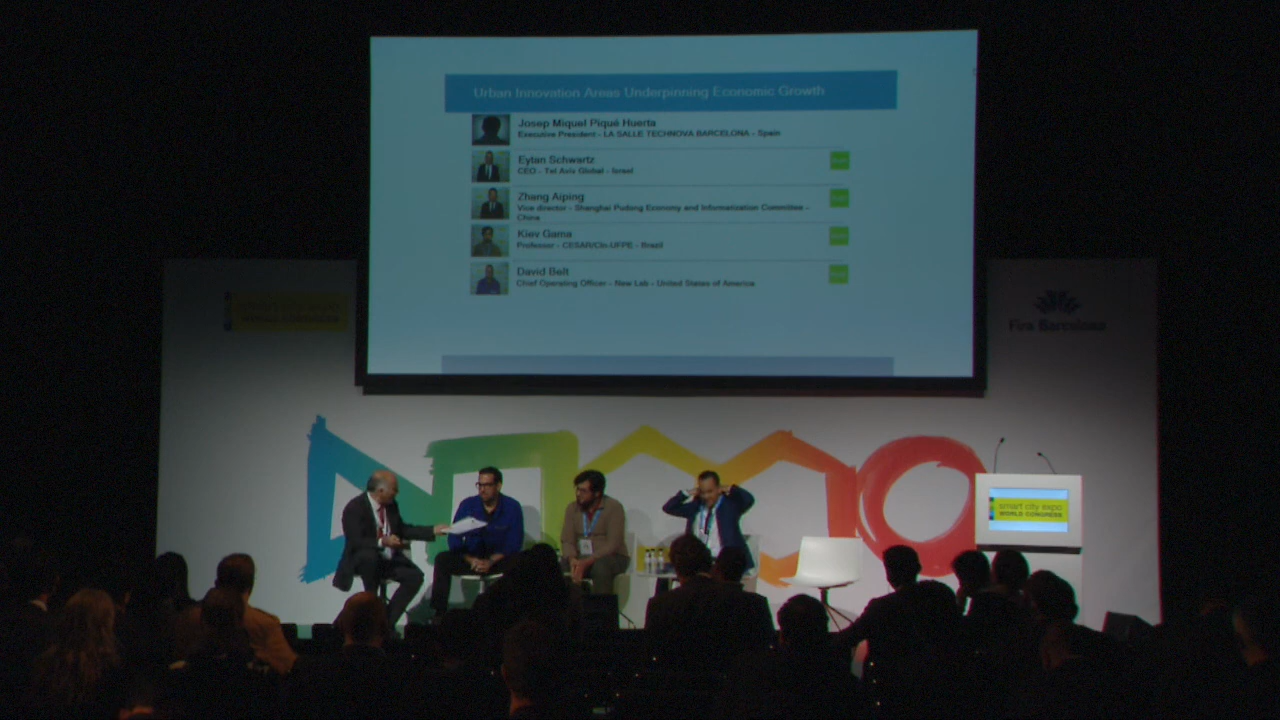 Urban Innovation Areas Underpinning Economic Growth
Josep Miquel Piqué Huerta
Executive President - LA SALLE TECHNOVA BARCELONA - Spain
Eytan Schwartz
CEO - Tel Aviv Global - Israel
Zhang Aiping
Vice director - Shanghai Pudong Economy and Informatization Committee -
China
Kiev Gama
Professor - CESAR/CIn-UFPE - Brazil
David Belt
Chief Operating Officer - New Lab - United States of America
WORLD CONGRESS
Fira Barcelona
smart city expo
WORLD CONGRESS